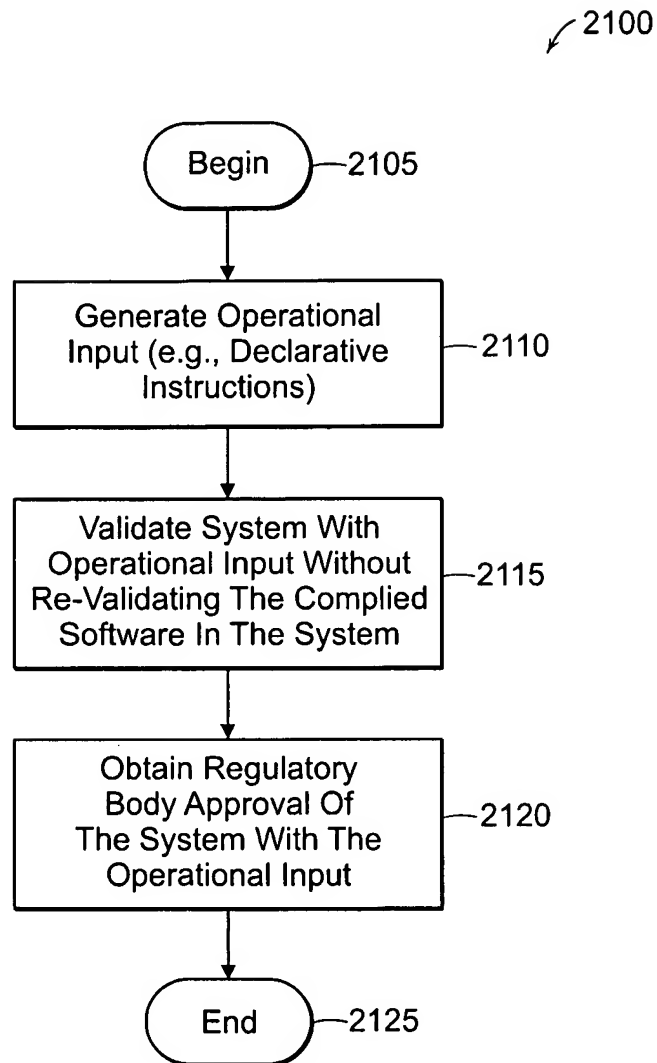 2100
Begin
2105
Generate Operational
Input (e.g., Declarative
Instructions)
2110
Validate System With
Operational Input Without
Re-Validating The Complied
Software In The System
2115
Obtain Regulatory
Body Approval Of
The System With The
Operational Input
2120
End
2125